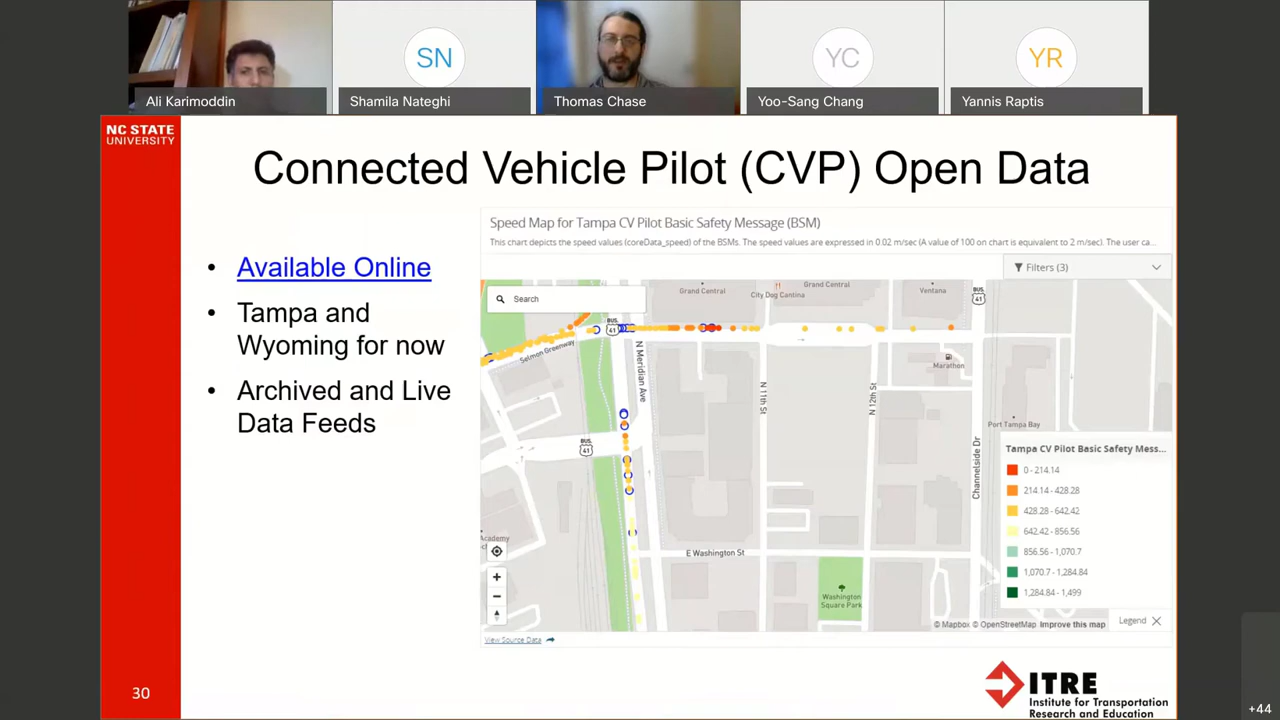 SN
YC
YR
Ali Karimoddin
Shamila Nateghi
Thomas Chase
Yoo-Sang Chang
Yannis Raptis
NC STATE
UNIVERSITY
Connected Vehicle Pilot (CVP) Open Data
• Available Online
• Tampa and
Wyoming for now
• Archived and Live
Data Feeds
Speed Map for Tampa CV Pilot Basic Safety Message (BSM)
This chart depicts the speed values (coreData_speed) of the BSMs. The speed values are expressed in 0.02 m/sec (A value of 100 on chart is equivalent to 2 m/sec). The user ca...
Filters (3)
Search
Grand Central
City Dog Cantina
Grand Central
Ventana
BUS.
41
BUS.
41
Selmon Greenway
N Meridian Ave
N 11th St
N 12th St
Marathon
Port Tampa Bay
Channelside Dr
BUS.
41
Academy
E Washington St
Washington
Square Park
Tampa CV Pilot Basic Safety Mess...
0 - 214.14
214.14 - 428.28
428.28 - 642.42
642.42 - 856.56
856.56 - 1,070.7
1,070.7 - 1,284.84
1,284.84 - 1,499
© Mapbox © OpenStreetMap Improve this map
Legend
View Source Data
30
ITRE
Institute for Transportation
Research and Education
+44